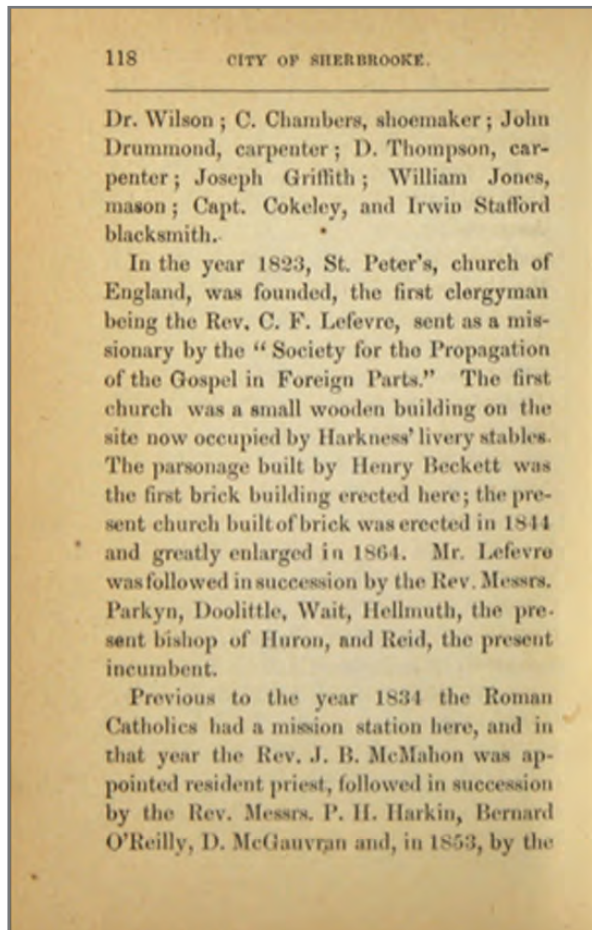 118 CITY OF SHERBROOKE.
Dr. Wilson ; C. Chambers, shoemaker ; John
Drummond, carpenter ; D. Thompson, car-
penter ; Joseph Griffith ; William Jones,
mason ; Capt. Cokeley, and Irwin Stafford
blacksmith.
In the year 1823, St. Peter's, church of
England, was founded, the first clergyman
being the Rev. C. F. Lefevre, sent as a mis-
sionary by the " Society for the Propagation
of the Gospel in Foreign Parts." The first
church was a small wooden building on the
site now occupied by Harkness' livery stables.
The parsonage built by Henry Beckett was
the first brick building erected here ; the pre-
sent church built of brick was erected in 1844
and greatly enlarged in 1864. Mr. Lefevre
was followed in succession by the Rev. Messrs.
Parkyn, Doolittle, Wait, Hellmuth, the pre-
sent bishop of Huron, and Reid, the present
incumbent.
Previous to the year 1834 the Roman
Catholics had a mission station here, and in
that year the Rev. J. B. McMahon was ap-
pointed resident priest, followed in succession
by the Rev. Messrs. P. H. Harkin, Bernard
O'Reilly, D. McGauvran and, in 1853, by the